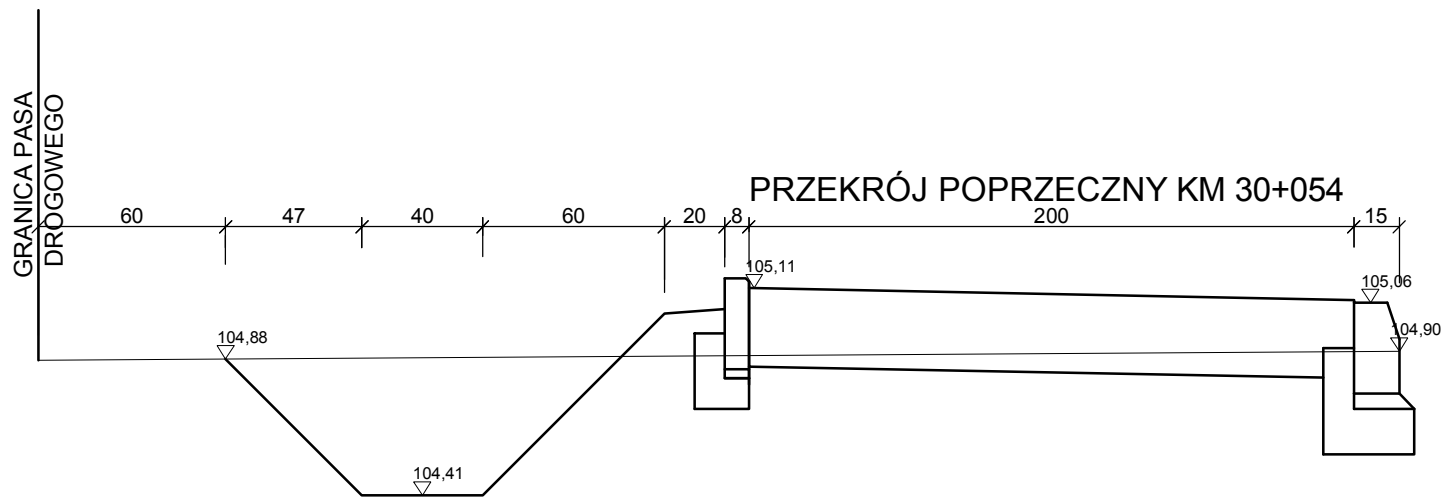 GRANICA PASA
DROGOWEGO
PRZEKRÓJ POPRZECZNY KM 30+054
60 47 40 60 20 8 200 15
105,11
105,06
104,88
104,90
104,41